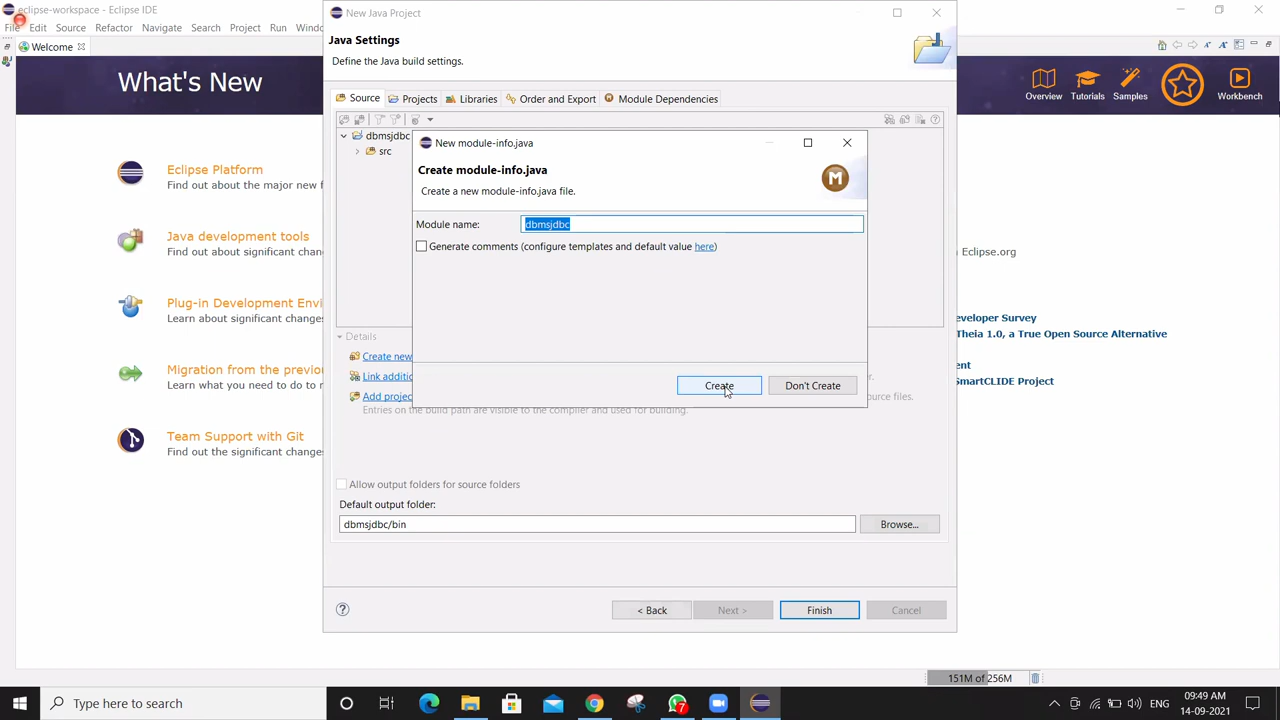 eclipse-workspace - Eclipse IDE
File Edit Source Refactor Navigate Search Project Run
Welcome
What's New
Overview Tutorials Samples Workbench
Eclipse Platform
Find out about the major new f
Java development tools
Find out about significant chan
Plug-in Development Envi
Learn about significant changes
Migration from the previo
Learn what you need to do to r
Team Support with Git
Find out the significant changes
Eclipse.org
eveloper Survey
Theia 1.0, a True Open Source Alternative
ent
SmartCLIDE Project
New Java Project
Java Settings
Define the Java build settings.
Source Projects Libraries Order and Export Module Dependencies
dbmsjdbc
src
New module-info.java
Create module-info.java
Create a new module-info.java file.
Module name: dbmsjdbc
Generate comments (configure templates and default value here)
Create Don't Create
Details
Create new
Link additio
Add projec
urce files.
Entries on the build path are visible to the compiler and used for building.
Allow output folders for source folders
Default output folder:
dbmsjdbc/bin Browse...
< Back Next > Finish Cancel
151M of 256M
Type here to search
7
ENG
09:49 AM
14-09-2021